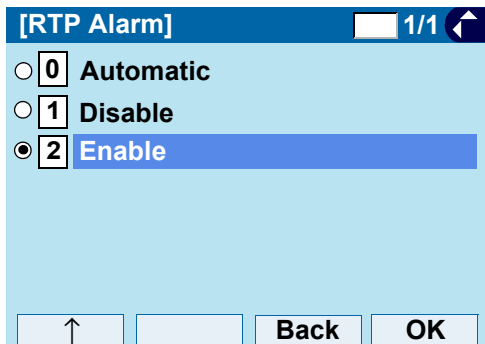 [RTP Alarm] 1/1
0 Automatic
1 Disable
2 Enable
↑ Back OK